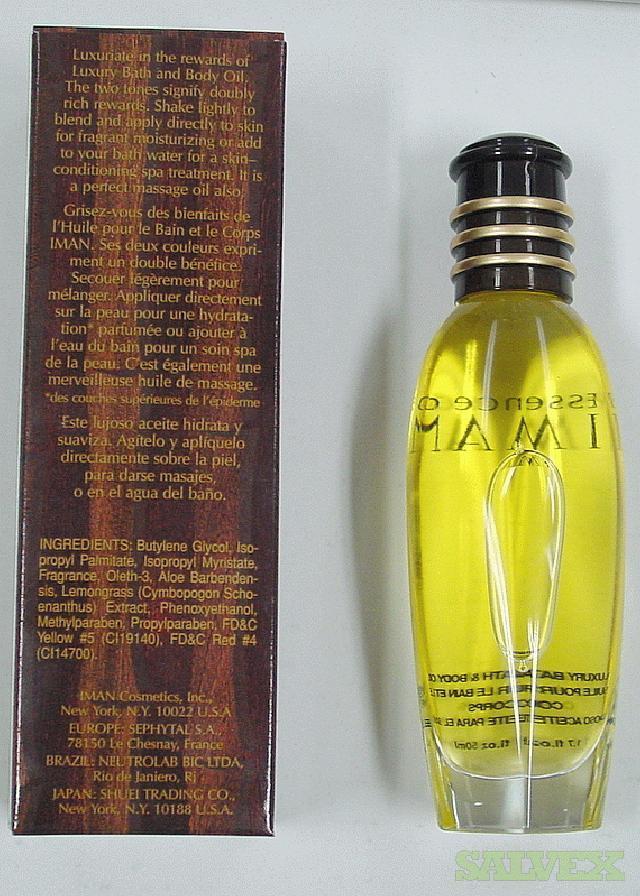 Luxuriate in the rewards of
Luxury Bath and Body Oil.
The two tones signify doubly
rich rewards. Shake lightly to
blend and apply directly to skin
for fragrant moisturizing or add
to your bath water for a skin–
conditioning spa treatment. It is
a perfect massage oil also.
Grisez-vous des bienfaits de
l'Huile pour le Bain et le Corps
IMAN. Ses deux couleurs expri-
ment un double bénéfice.
Secouer légèrement pour
mélanger. Appliquer directement
sur la peau pour une hydrata-
tion* parfumée ou ajouter à
l'eau du bain pour un soin spa
de la peau. C'est également une
merveilleuse huile de massage.
*des couches supérieures de l'épiderme
Este lujoso aceite hidrata y
suaviza. Agítelo y aplíquelo
directamente sobre la piel,
para darse masajes,
o en el agua del baño.
INGREDIENTS: Butylene Glycol, Iso-
propyl Palmitate, Isopropyl Myristate,
Fragrance, Oleth-3, Aloe Barbenden-
sis, Lemongrass (Cymbopogon Scho-
enanthus) Extract, Phenoxyethanol,
Methylparaben, Propylparaben, FD&C
Yellow #5 (CI19140), FD&C Red #4
(CI14700).
IMAN Cosmetics, Inc.,
New York, N.Y. 10022 U.S.A
EUROPE: SEPHYTAL S.A.,
78150 Le Chesnay, France
BRAZIL: NEUTROLAB BIC LTDA,
Rio de Janiero, Rj
JAPAN: SHUEI TRADING CO.,
New York, N.Y. 10188 U.S.A.
Essence
IMAN
BODY
CORPS
ACEITE PARA EL
fl.oz 50ml
SALVEX